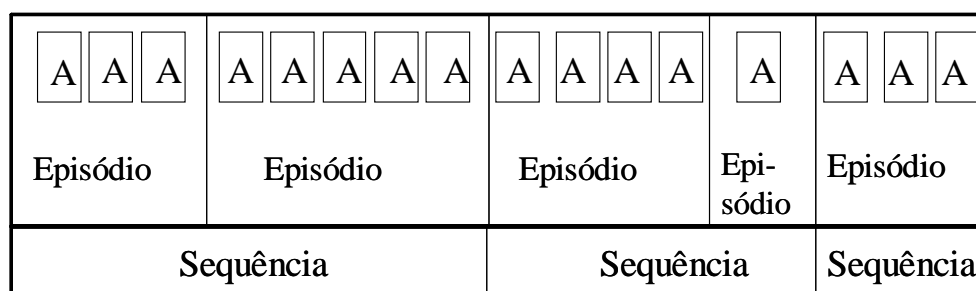 A A A A A A A A A A A A A A A A
Episódio Episódio Episódio Epi-
sódio Episódio
Sequência Sequência Sequência